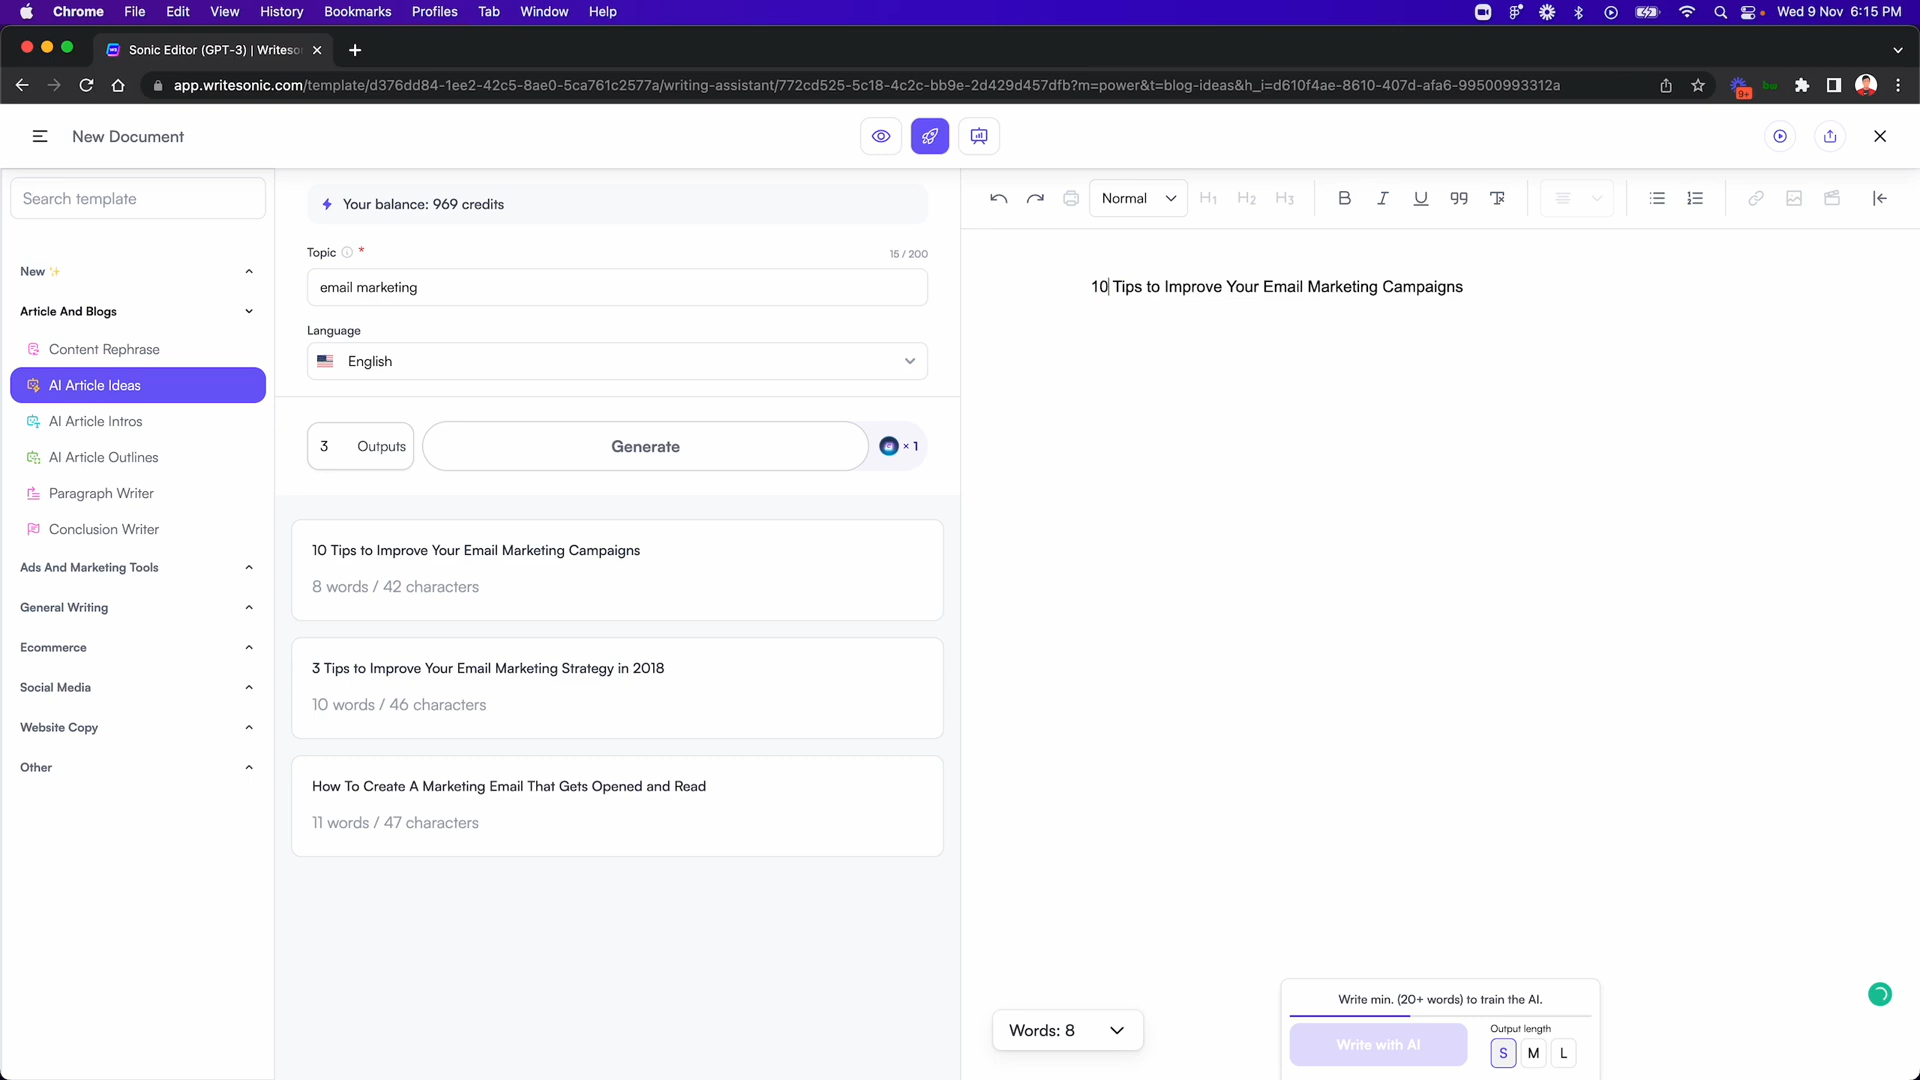 Chrome File Edit View History Bookmarks Profiles Tab Window Help Wed 9 Nov 6:15 PM
Sonic Editor (GPT-3) | Writeso
app.writesonic.com/template/d376dd84-1ee2-42c5-8ae0-5ca761c2577a/writing-assistant/772cd525-5c18-4c2c-bb9e-2d429d457dfb?m=power&t=blog-ideas&h_i=d610f4ae-8610-407d-afa6-99500993312a
9+ bw
New Document
Search template
New
Article And Blogs
Content Rephrase
AI Article Ideas
AI Article Intros
AI Article Outlines
Paragraph Writer
Conclusion Writer
Ads And Marketing Tools
General Writing
Ecommerce
Social Media
Website Copy
Other
Your balance: 969 credits
Topic * 15 / 200
email marketing
Language
English
3 Outputs Generate × 1
10 Tips to Improve Your Email Marketing Campaigns
8 words / 42 characters
3 Tips to Improve Your Email Marketing Strategy in 2018
10 words / 46 characters
How To Create A Marketing Email That Gets Opened and Read
11 words / 47 characters
Normal H1 H2 H3 B I U
10 Tips to Improve Your Email Marketing Campaigns
Words: 8
Write min. (20+ words) to train the AI.
Write with AI
Output length
S M L